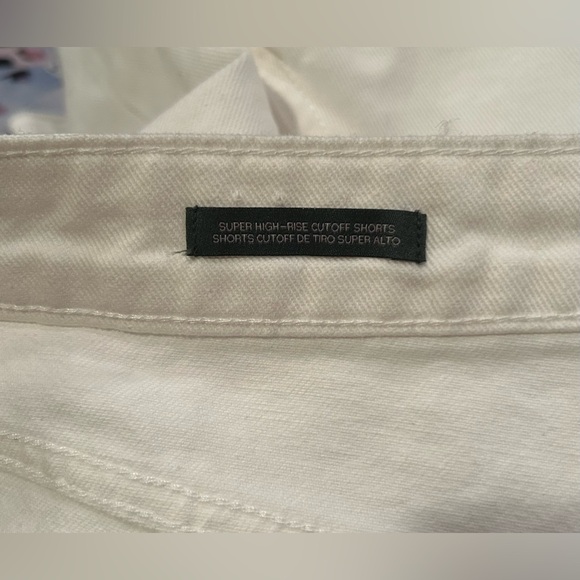 SUPER HIGH-RISE CUTOFF SHORTS
SHORTS CUTOFF DE TIRO SUPER ALTO